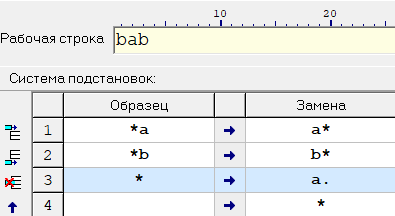 10 20
Рабочая строка bab
Система подстановок:
Образец Замена
1 *a → a*
2 *b → b*
3 * → a.
4 → *